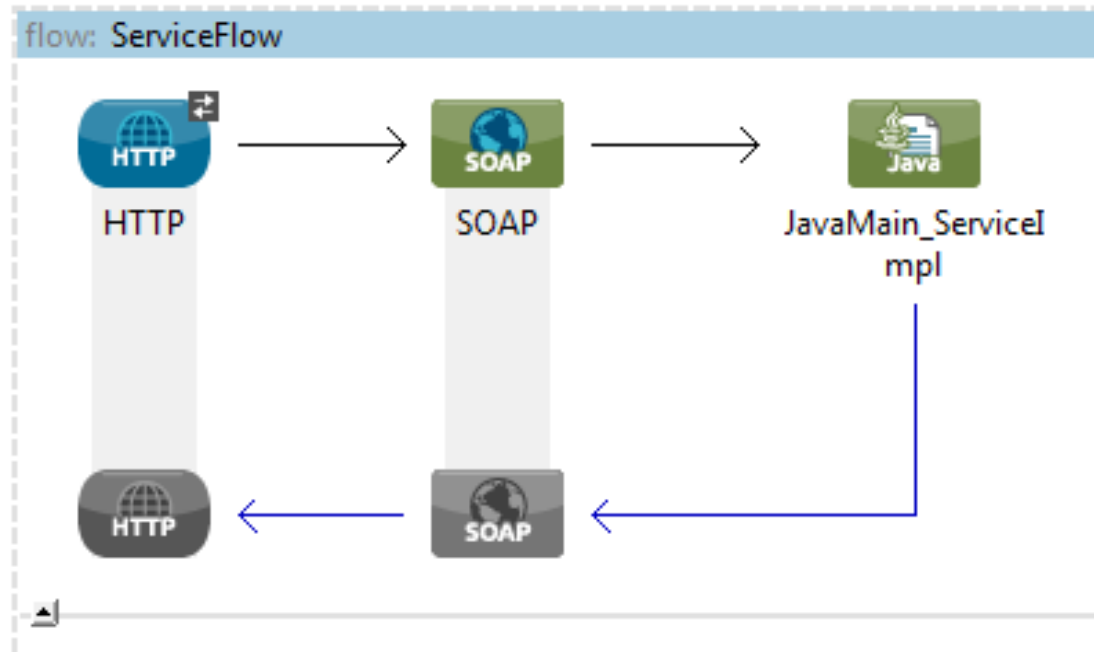 flow: ServiceFlow
HTTP
SOAP
Java
HTTP
SOAP
JavaMain_ServiceI
mpl
HTTP
SOAP